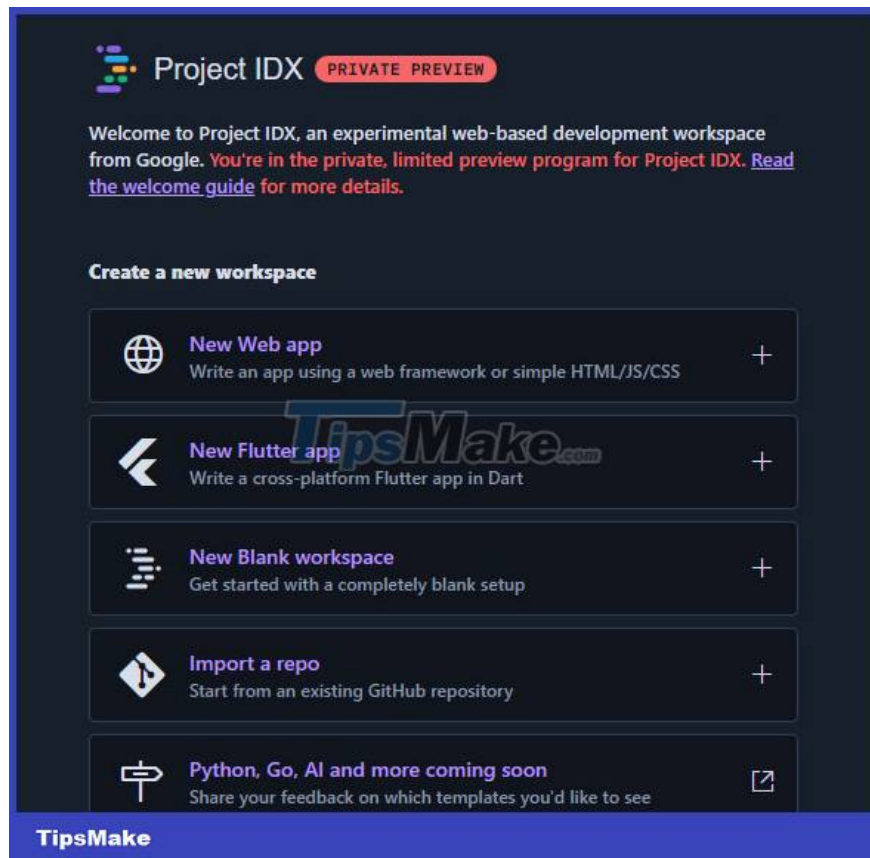 Project IDX PRIVATE PREVIEW
Welcome to Project IDX, an experimental web-based development workspace
from Google. You're in the private, limited preview program for Project IDX. Read
the welcome guide for more details.
Create a new workspace
New Web app
Write an app using a web framework or simple HTML/JS/CSS
TipsMake.com
New Flutter app
Write a cross-platform Flutter app in Dart
New Blank workspace
Get started with a completely blank setup
Import a repo
Start from an existing GitHub repository
Python, Go, AI and more coming soon
Share your feedback on which templates you'd like to see
TipsMake